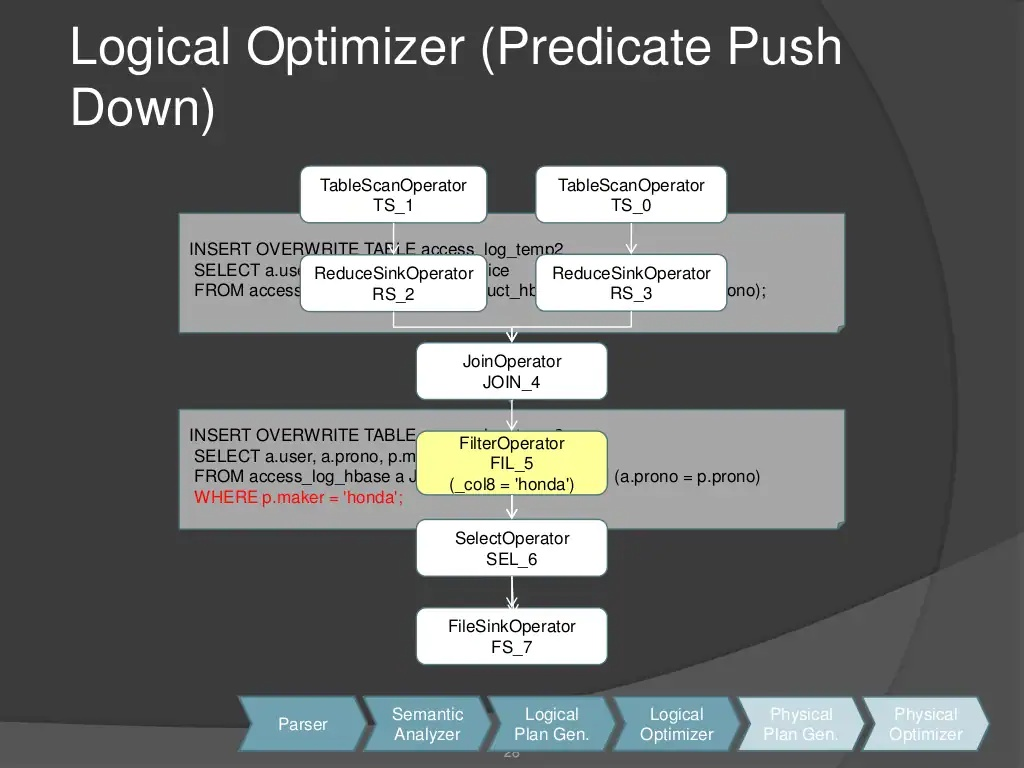 Logical Optimizer (Predicate Push
Down)
TableScanOperator
TS_1
TableScanOperator
TS_0
INSERT OVERWRITE TABLE access_log_temp2
SELECT a.use
ice
FROM access_
uct_hb
ono);
ReduceSinkOperator
RS_2
ReduceSinkOperator
RS_3
JoinOperator
JOIN_4
INSERT OVERWRITE TABLE
SELECT a.user, a.prono, p.m
FROM access_log_hbase a J
(a.prono = p.prono)
WHERE p.maker = 'honda';
FilterOperator
FIL_5
(_col8 = 'honda')
SelectOperator
SEL_6
FileSinkOperator
FS_7
Parser
Semantic
Analyzer
Logical
Plan Gen.
Logical
Optimizer
Physical
Plan Gen.
Physical
Optimizer
28